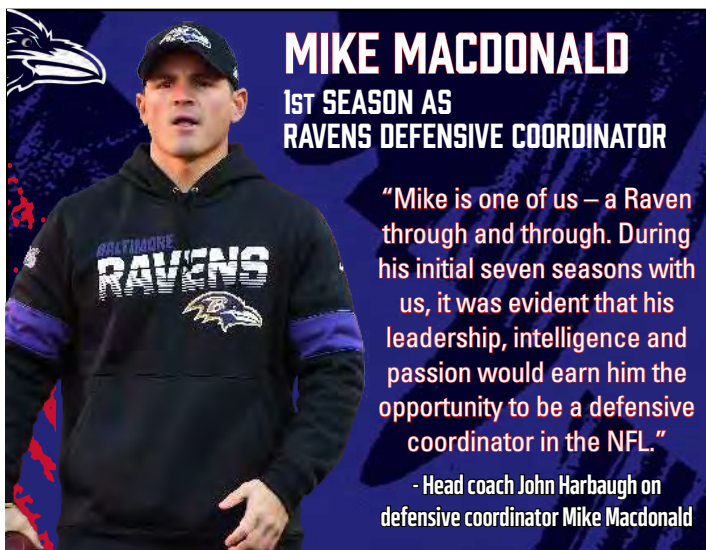 MIKE MACDONALD
1ST SEASON AS
RAVENS DEFENSIVE COORDINATOR
“Mike is one of us – a Raven
through and through. During
his initial seven seasons with
us, it was evident that his
leadership, intelligence and
passion would earn him the
opportunity to be a defensive
coordinator in the NFL.”
- Head coach John Harbaugh on
defensive coordinator Mike Macdonald
BALTIMORE
RAVENS
B